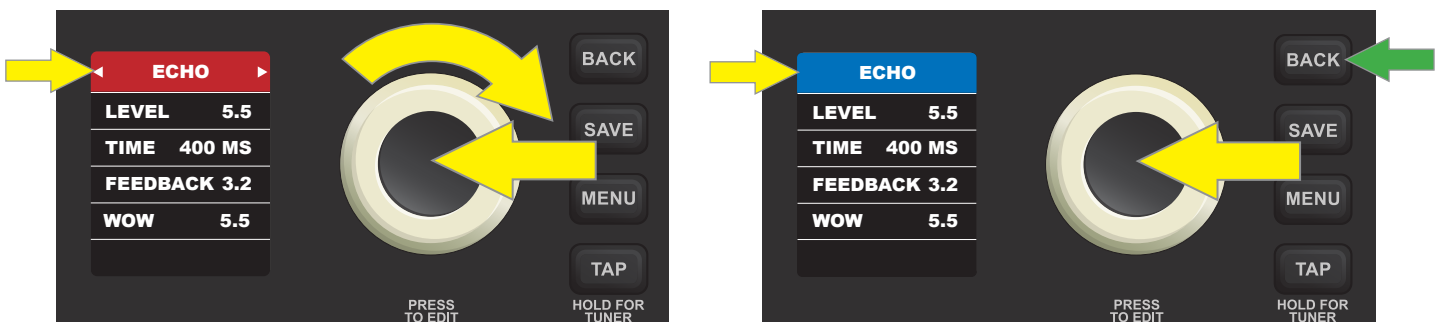 ECHO
LEVEL 5.5
TIME 400 MS
FEEDBACK 3.2
WOW 5.5
BACK
SAVE
MENU
TAP
PRESS
TO EDIT
HOLD FOR
TUNER
ECHO
LEVEL 5.5
TIME 400 MS
FEEDBACK 3.2
WOW 5.5
BACK
SAVE
MENU
TAP
PRESS
TO EDIT
HOLD FOR
TUNER